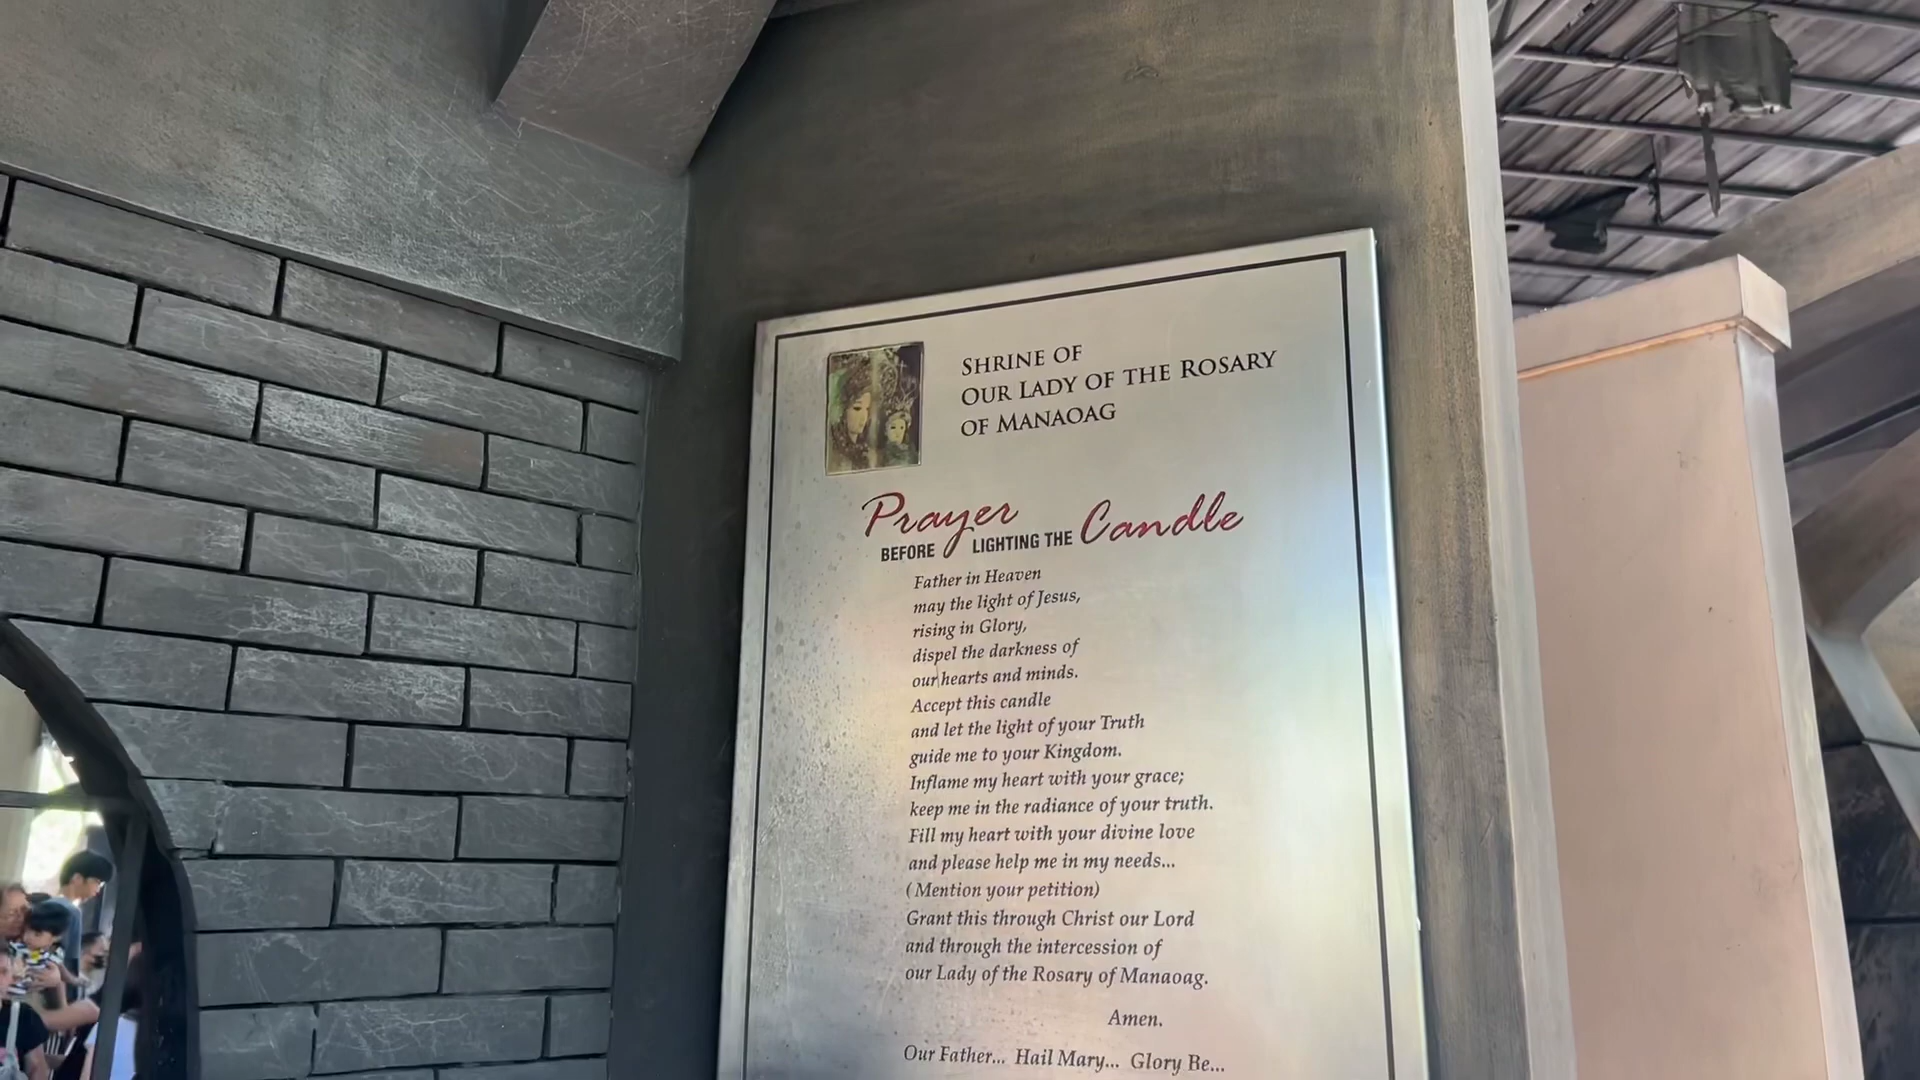 SHRINE OF
OUR LADY OF THE ROSARY
OF MANAOAG
Prayer
BEFORE LIGHTING THE Candle
Father in Heaven
may the light of Jesus,
rising in Glory,
dispel the darkness of
our hearts and minds.
Accept this candle
and let the light of your Truth
guide me to your Kingdom.
Inflame my heart with your grace;
keep me in the radiance of your truth.
Fill my heart with your divine love
and please help me in my needs...
(Mention your petition)
Grant this through Christ our Lord
and through the intercession of
our Lady of the Rosary of Manaoag.
Amen.
Our Father... Hail Mary... Glory Be...